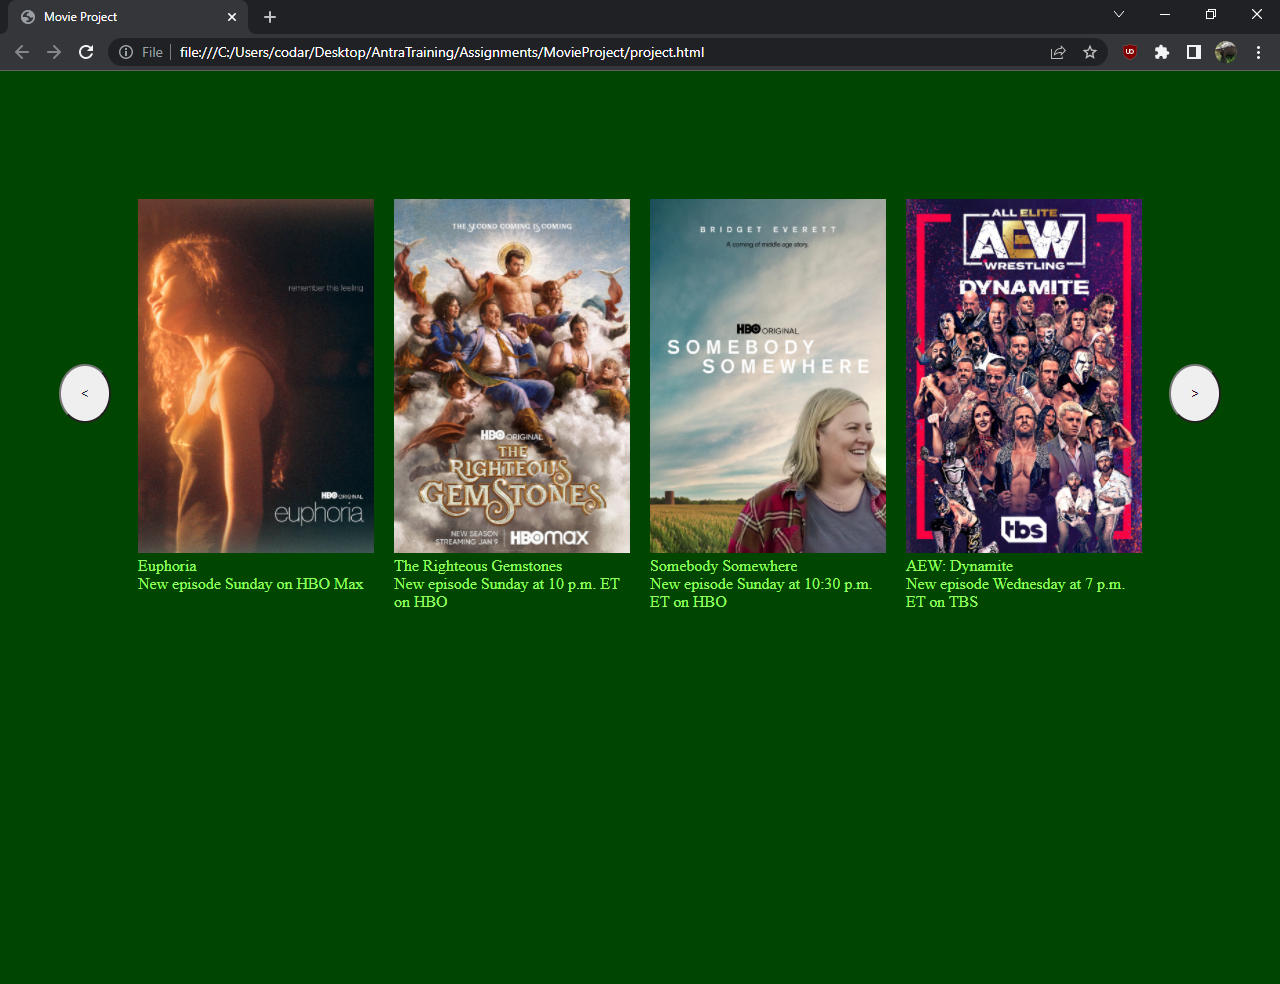 Movie Project
File
file:///C:/Users/codar/Desktop/AntraTraining/Assignments/MovieProject/project.html
remember this feeling
HBO ORIGINAL
euphoria
THE SECOND COMING IS COMING
HBO ORIGINAL
THE
RIGHTEOUS
GEMSTONES
NEW SEASON
STREAMING JAN 9
HBOMAX
BRIDGET EVERETT
A coming of middle age story.
HBO ORIGINAL
SOMEBODY
SOMEWHERE
ALL ELITE
AEW
WRESTLING
DYNAMITE
tbs
<
>
Euphoria
New episode Sunday on HBO Max
The Righteous Gemstones
New episode Sunday at 10 p.m. ET
on HBO
Somebody Somewhere
New episode Sunday at 10:30 p.m.
ET on HBO
AEW: Dynamite
New episode Wednesday at 7 p.m.
ET on TBS